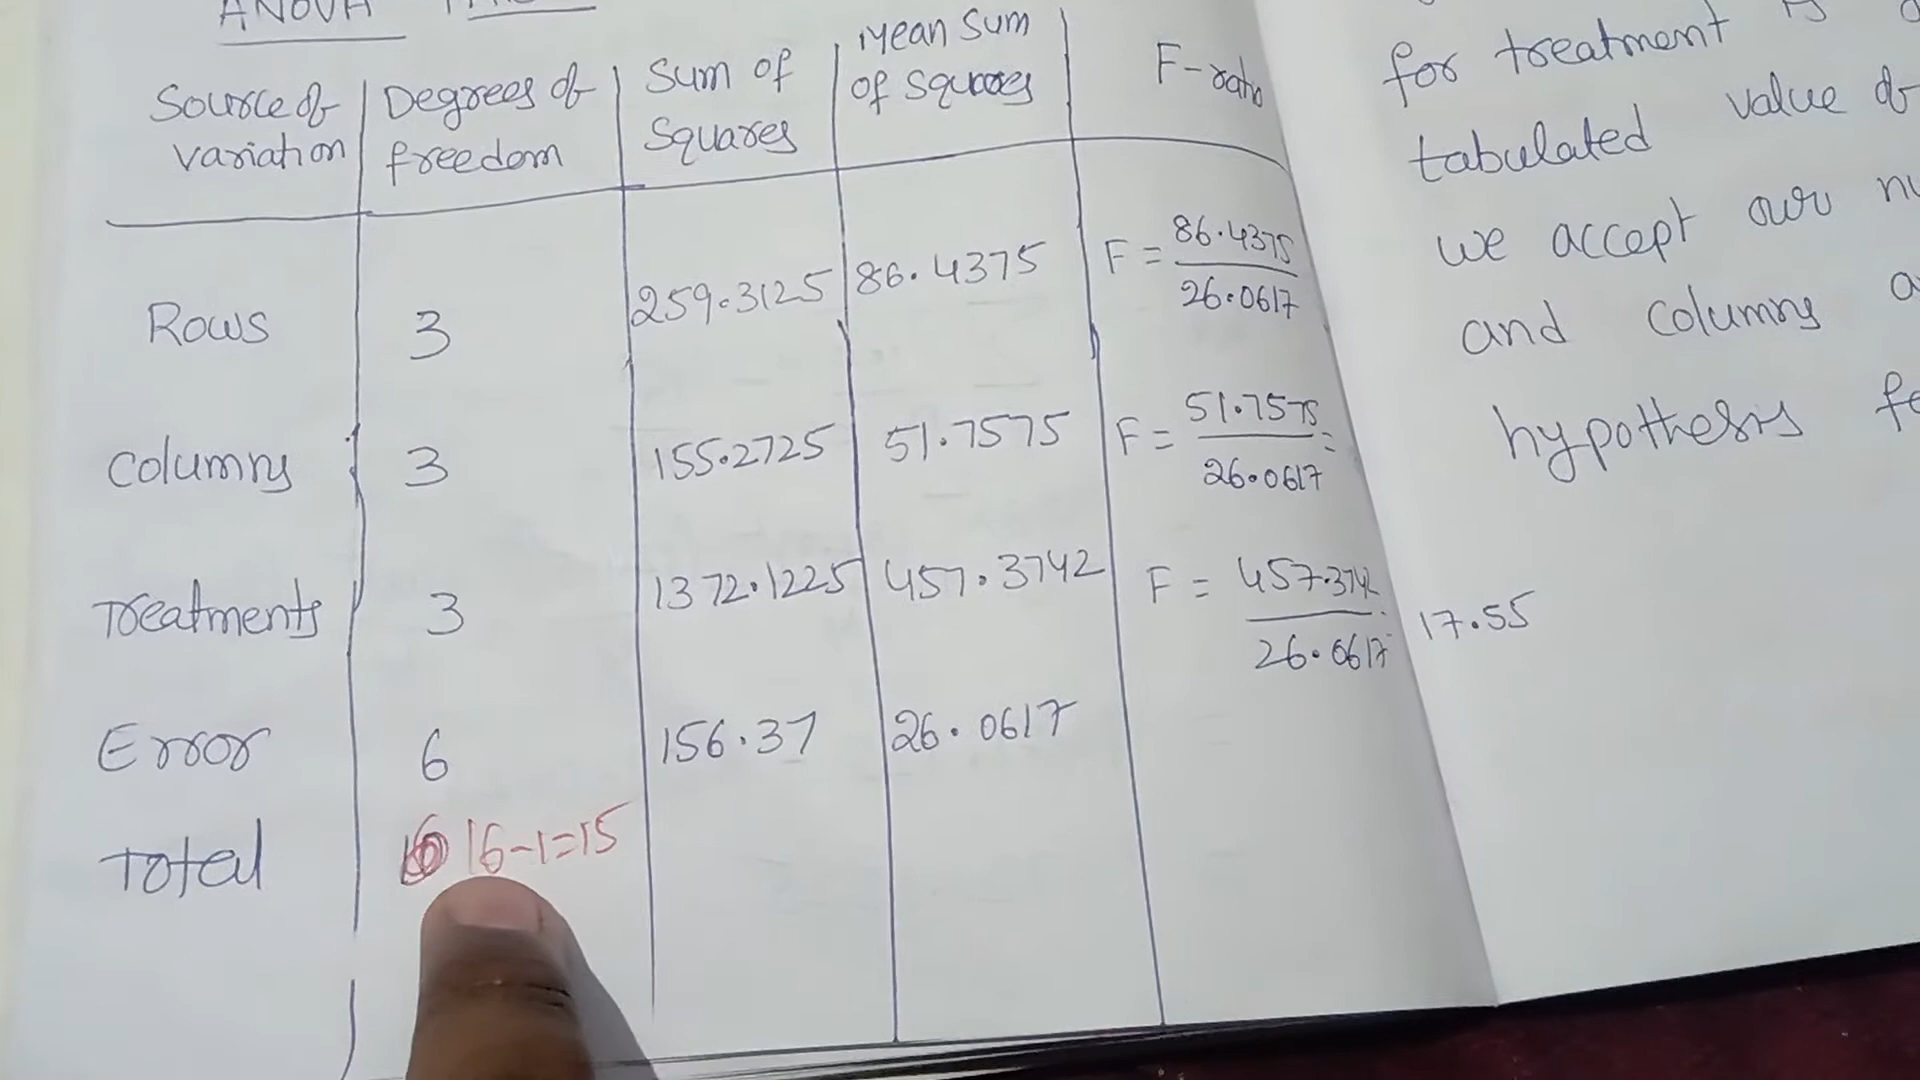 ANOVA
Source of variation
Degrees of freedom
Sum of Squares
Mean Sum of Squares
F-ratio
Rows 3 259.3125 86.4375 F = 86.4375 / 26.0617
Columns 3 155.2725 51.7575 F = 51.7575 / 26.0617 =
Treatments 3 1372.1225 457.3742 F = 457.3742 / 26.0617 17.55
Error 6 156.37 26.0617
Total 16-1=15
for treatment is
tabulated value of
we accept our
and columns
hypothesis